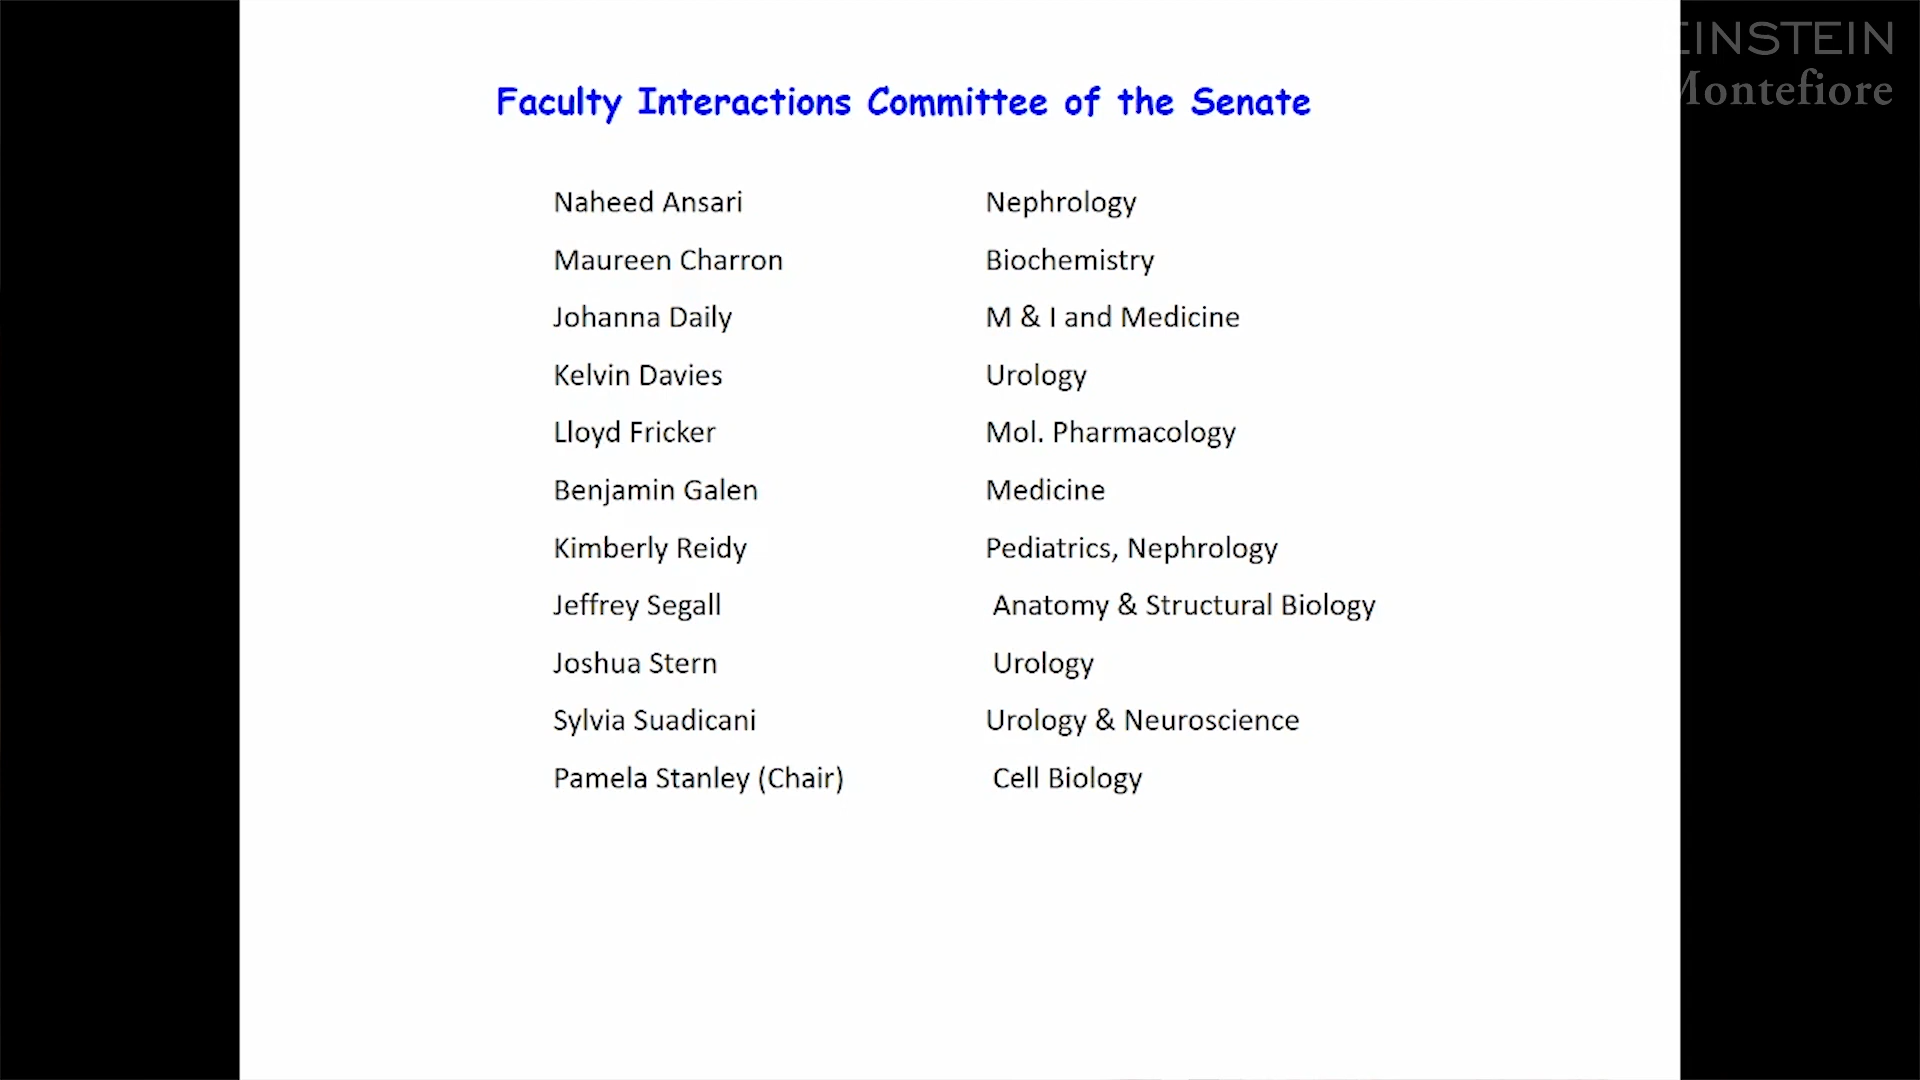 EINSTEIN
Montefiore
Faculty Interactions Committee of the Senate
Naheed Ansari Nephrology
Maureen Charron Biochemistry
Johanna Daily M & I and Medicine
Kelvin Davies Urology
Lloyd Fricker Mol. Pharmacology
Benjamin Galen Medicine
Kimberly Reidy Pediatrics, Nephrology
Jeffrey Segall Anatomy & Structural Biology
Joshua Stern Urology
Sylvia Suadicani Urology & Neuroscience
Pamela Stanley (Chair) Cell Biology